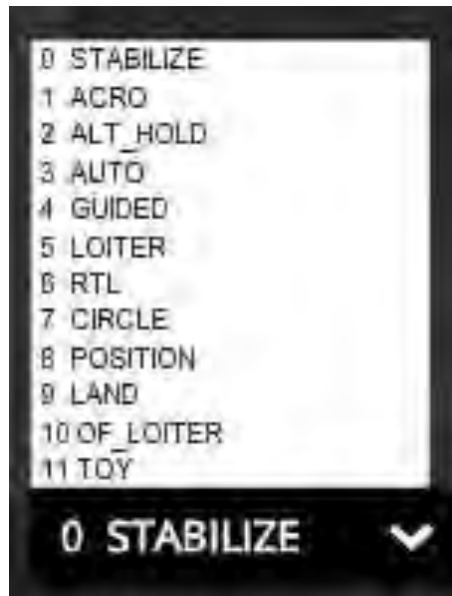 0 STABILIZE
1 ACRO
2 ALT_HOLD
3 AUTO
4 GUIDED
5 LOITER
6 RTL
7 CIRCLE
8 POSITION
9 LAND
10 OF_LOITER
11 TOY
0 STABILIZE